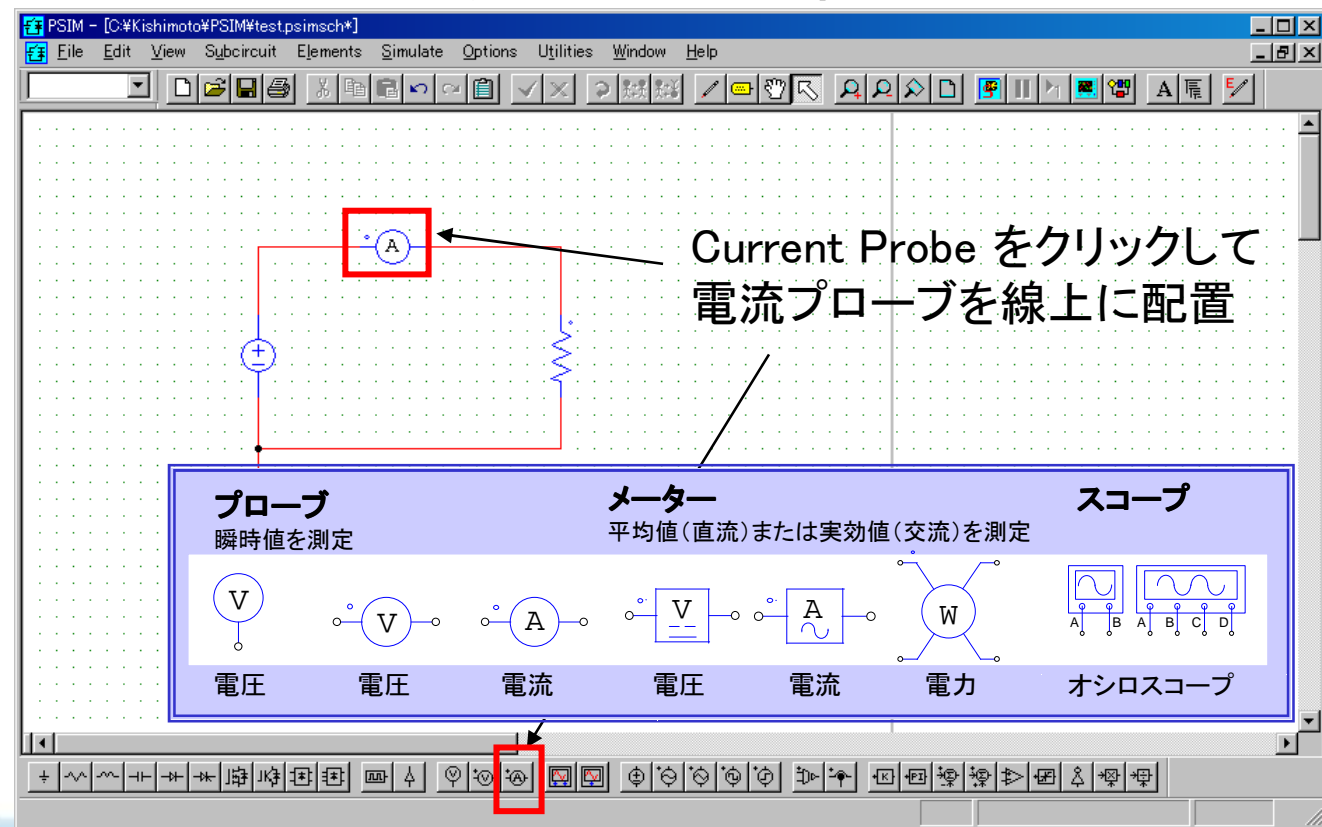 PSIM - [C:¥Kishimoto¥PSIM¥test.psimsch*]
File Edit View Subcircuit Elements Simulate Options Utilities Window Help
A
E
A
Current Probe をクリックして
電流プローブを線上に配置
プローブ メーター スコープ
瞬時値を測定 平均値(直流)または実効値(交流)を測定
V V A V A W
A B A B C D
電圧 電圧 電流 電圧 電流 電力 オシロスコープ
V V A K PI